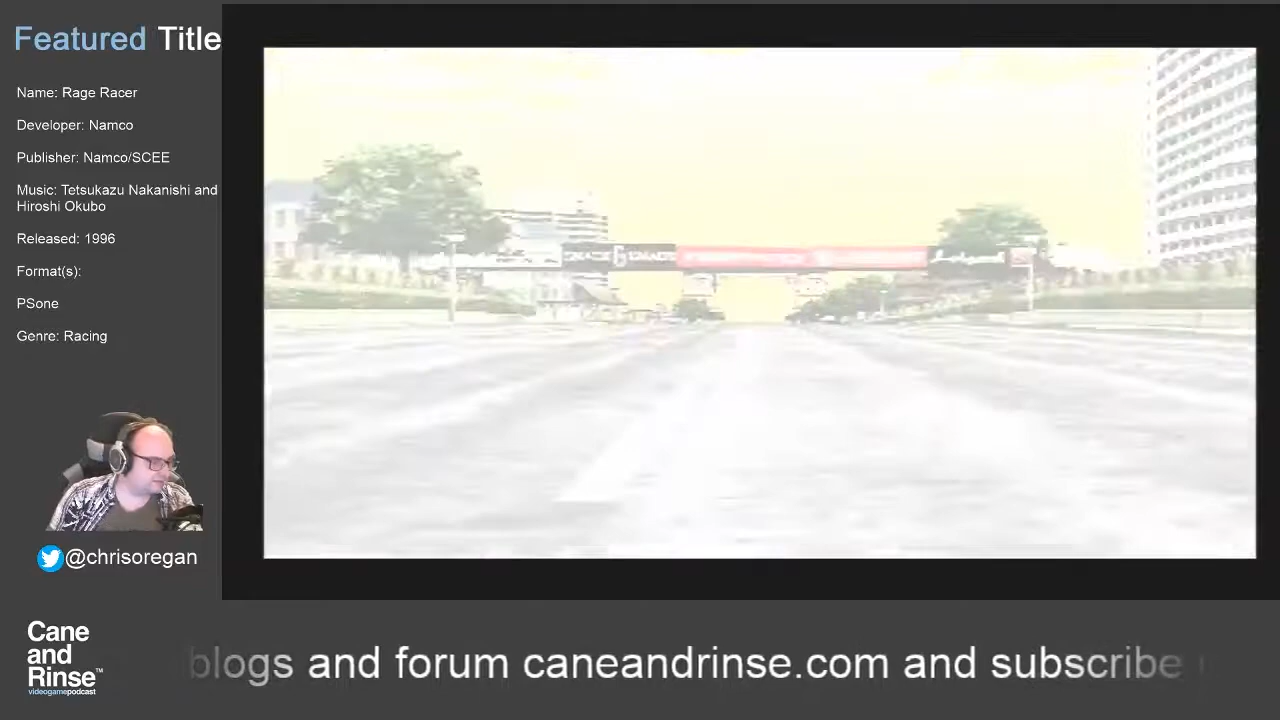 Featured Title
Name: Rage Racer
Developer: Namco
Publisher: Namco/SCEE
Music: Tetsukazu Nakanishi and
Hiroshi Okubo
Released: 1996
Format(s):
PSone
Genre: Racing
@chrisoregan
Cane
and
Rinse™
videogamepodcast
blogs and forum caneandrinse.com and subscribe